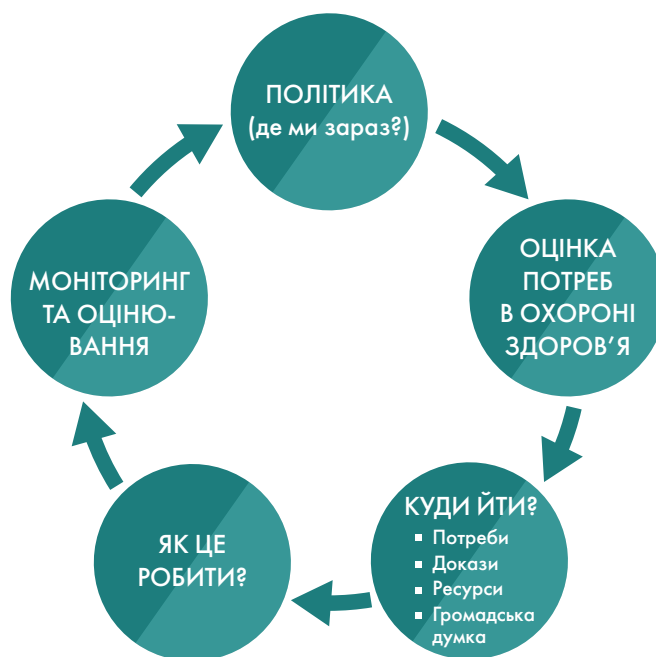 ПОЛІТИКА
(де ми зараз?)
ОЦІНКА
ПОТРЕБ
В ОХОРОНІ
ЗДОРОВ’Я
КУДИ ЙТИ?
▪ Потреби
▪ Докази
▪ Ресурси
▪ Громадська
думка
ЯК ЦЕ
РОБИТИ?
МОНІТОРИНГ
ТА ОЦІНЮ-
ВАННЯ